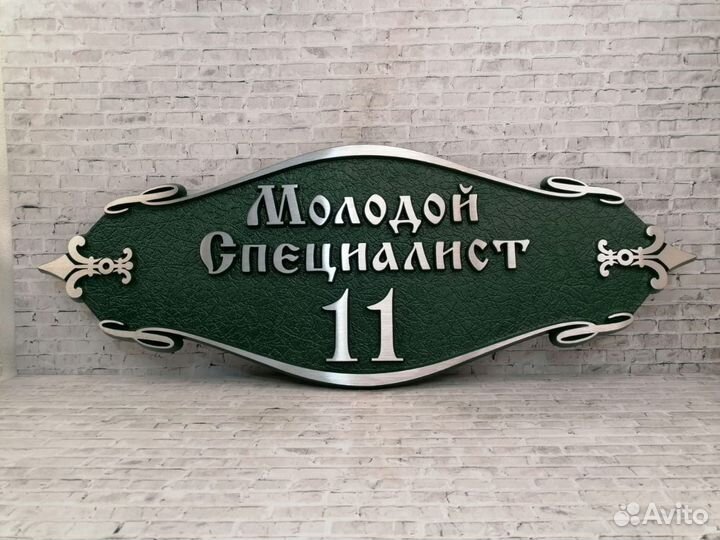 Молодой
Специалист
11
Avito